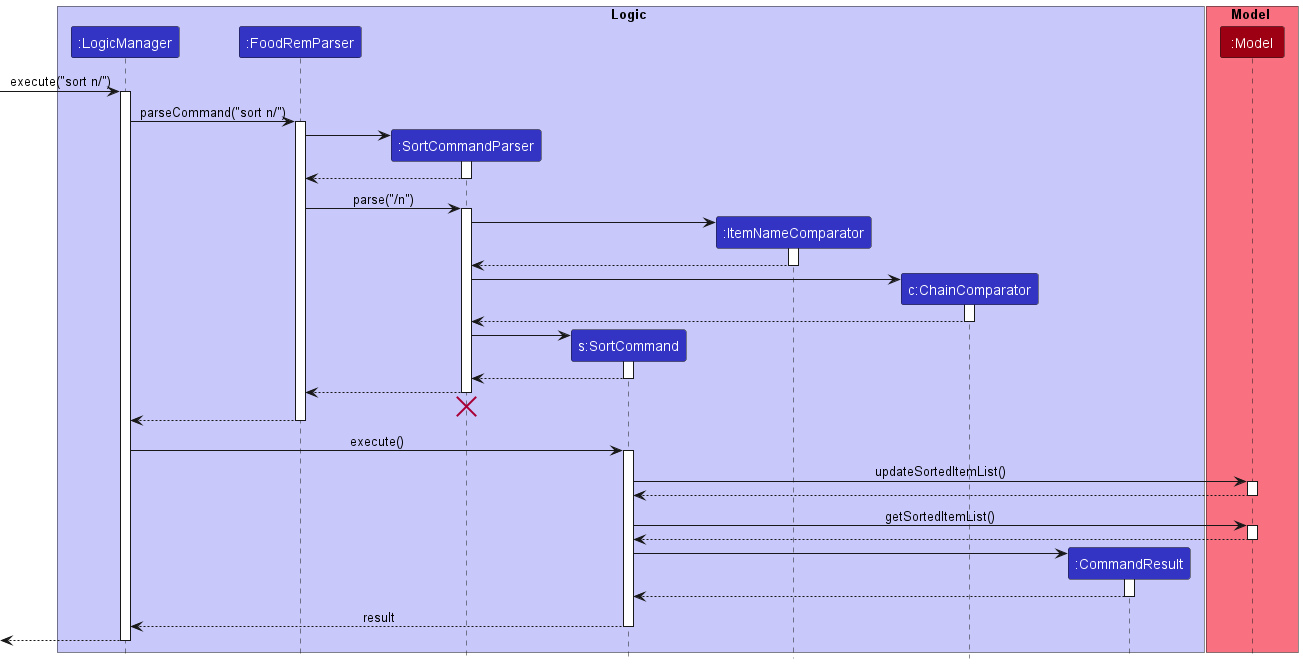 Logic
Model
:LogicManager
:FoodRemParser
:Model
execute("sort n/")
parseCommand("sort n/")
:SortCommandParser
parse("/n")
:ItemNameComparator
c:ChainComparator
s:SortCommand
execute()
updateSortedItemList()
getSortedItemList()
:CommandResult
result